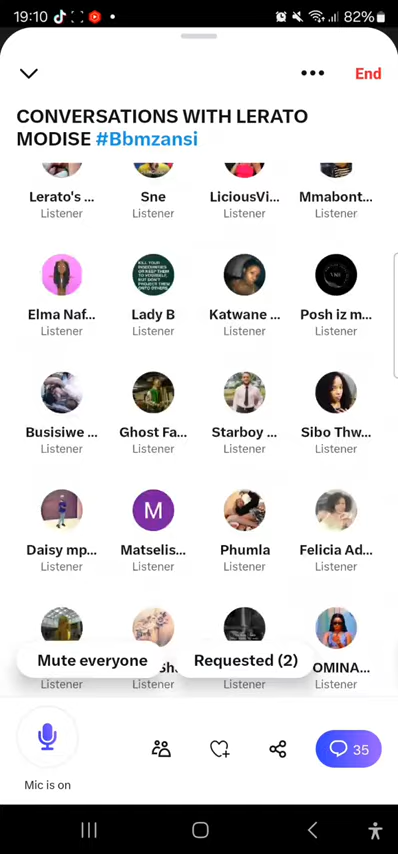 19:10
82%
End
CONVERSATIONS WITH LERATO
MODISE #Bbmzansi
Lerato's ... Sne LiciousVi... Mmabont...
Listener Listener Listener Listener
Elma Naf... Lady B Katwane ... Posh iz m...
Listener Listener Listener Listener
Busisiwe ... Ghost Fa... Starboy ... Sibo Thw...
Listener Listener Listener Listener
M
Daisy mp... Matselis... Phumla Felicia Ad...
Listener Listener Listener Listener
Mute everyone Requested (2)
Listener Listener Listener
35
Mic is on